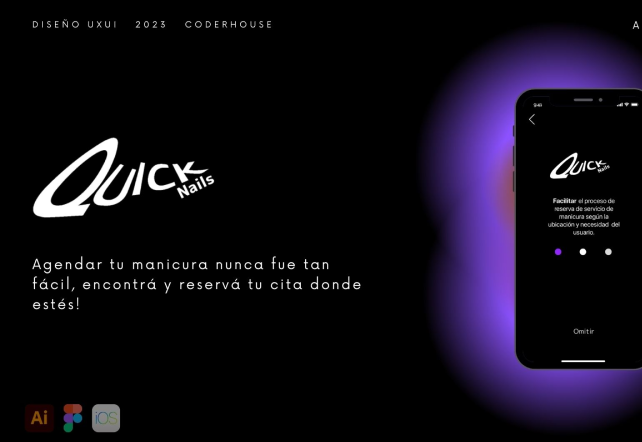 DISEÑO UXUI 2023 CODERHOUSE
A
QUICK
Nails
Agendar tu manicura nunca fue tan
fácil, encontrá y reservá tu cita donde
estés!
Ai
iOS
9:41
QUICK
Nails
Facilitar el proceso de
reserva de servicio de
manicura según la
ubicación y necesidad del
usuario.
Omitir